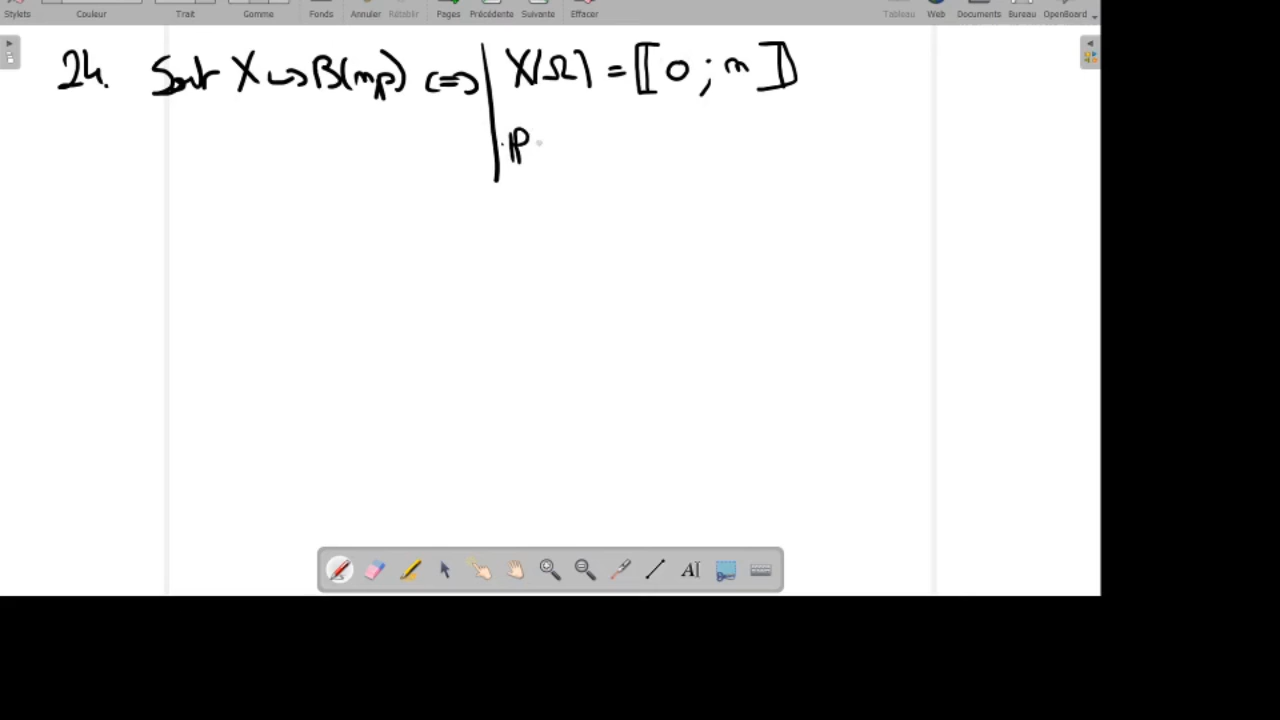 Stylets Couleur Trait Gomme Fonds Annuler Rétablir Pages Précédente Suivante Effacer Tableau Web Documents Bureau OpenBoard
24. Soit X ↪ B(n,p) ⇔ | X(Ω) = ⟦0 ; n⟧
ℙ
AI